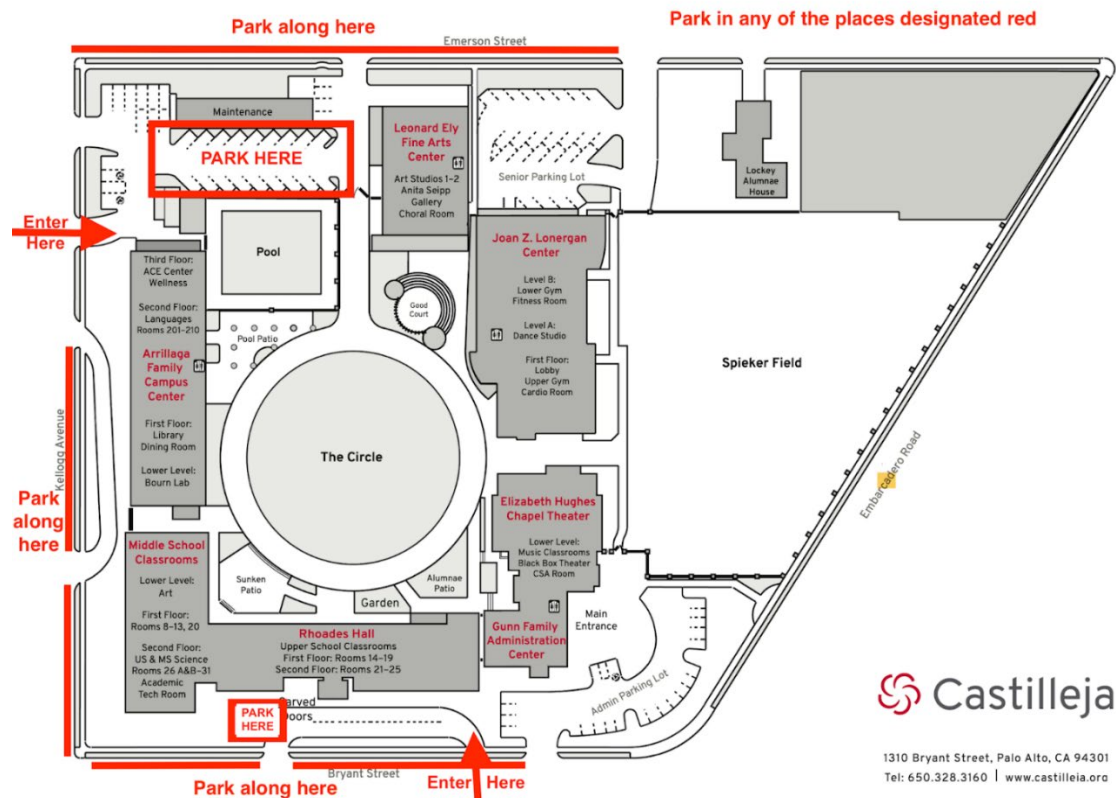 Park along here
Park in any of the places designated red
Emerson Street
Maintenance
PARK HERE
Leonard Ely
Fine Arts
Center
Art Studios 1–2
Anita Seipp
Gallery
Choral Room
Senior Parking Lot
Lockey
Alumnae
House
Enter
Here
Pool
Third Floor:
ACE Center
Wellness
Second Floor:
Languages
Rooms 201–210
Arrillaga
Family
Campus
Center
First Floor:
Library
Dining Room
Lower Level:
Bourn Lab
Pool Patio
Good
Court
Joan Z. Lonergan
Center
Level B:
Lower Gym
Fitness Room
Level A:
Dance Studio
First Floor:
Lobby
Upper Gym
Cardio Room
Spieker Field
Kellogg Avenue
The Circle
Embarcadero Road
Park
along
here
Elizabeth Hughes
Chapel Theater
Lower Level:
Music Classrooms
Black Box Theater
CSA Room
Middle School
Classrooms
Lower Level:
Art
First Floor:
Rooms 8–13, 20
Second Floor:
US & MS Science
Rooms 26 A&B–31
Academic
Tech Room
Sunken
Patio
Alumnae
Patio
Garden
Rhoades Hall
Upper School Classrooms
First Floor: Rooms 14–19
Second Floor: Rooms 21–25
Gunn Family
Administration
Center
Main
Entrance
Admin Parking Lot
PARK
HERE
arved
oors
Castilleja
Bryant Street
Park along here
Enter Here
1310 Bryant Street, Palo Alto, CA 94301
Tel: 650.328.3160 | www.castilleja.org